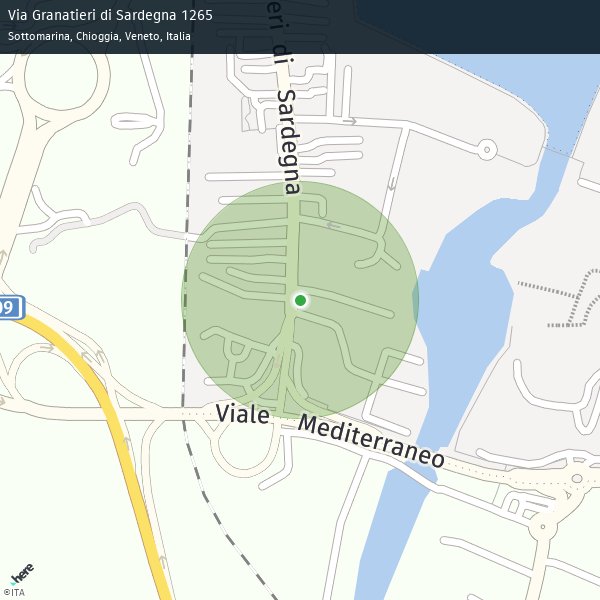 Via Granatieri di Sardegna 1265
Sottomarina, Chioggia, Veneto, Italia
eri di Sardegna
09
Viale Mediterraneo
here
©ITA